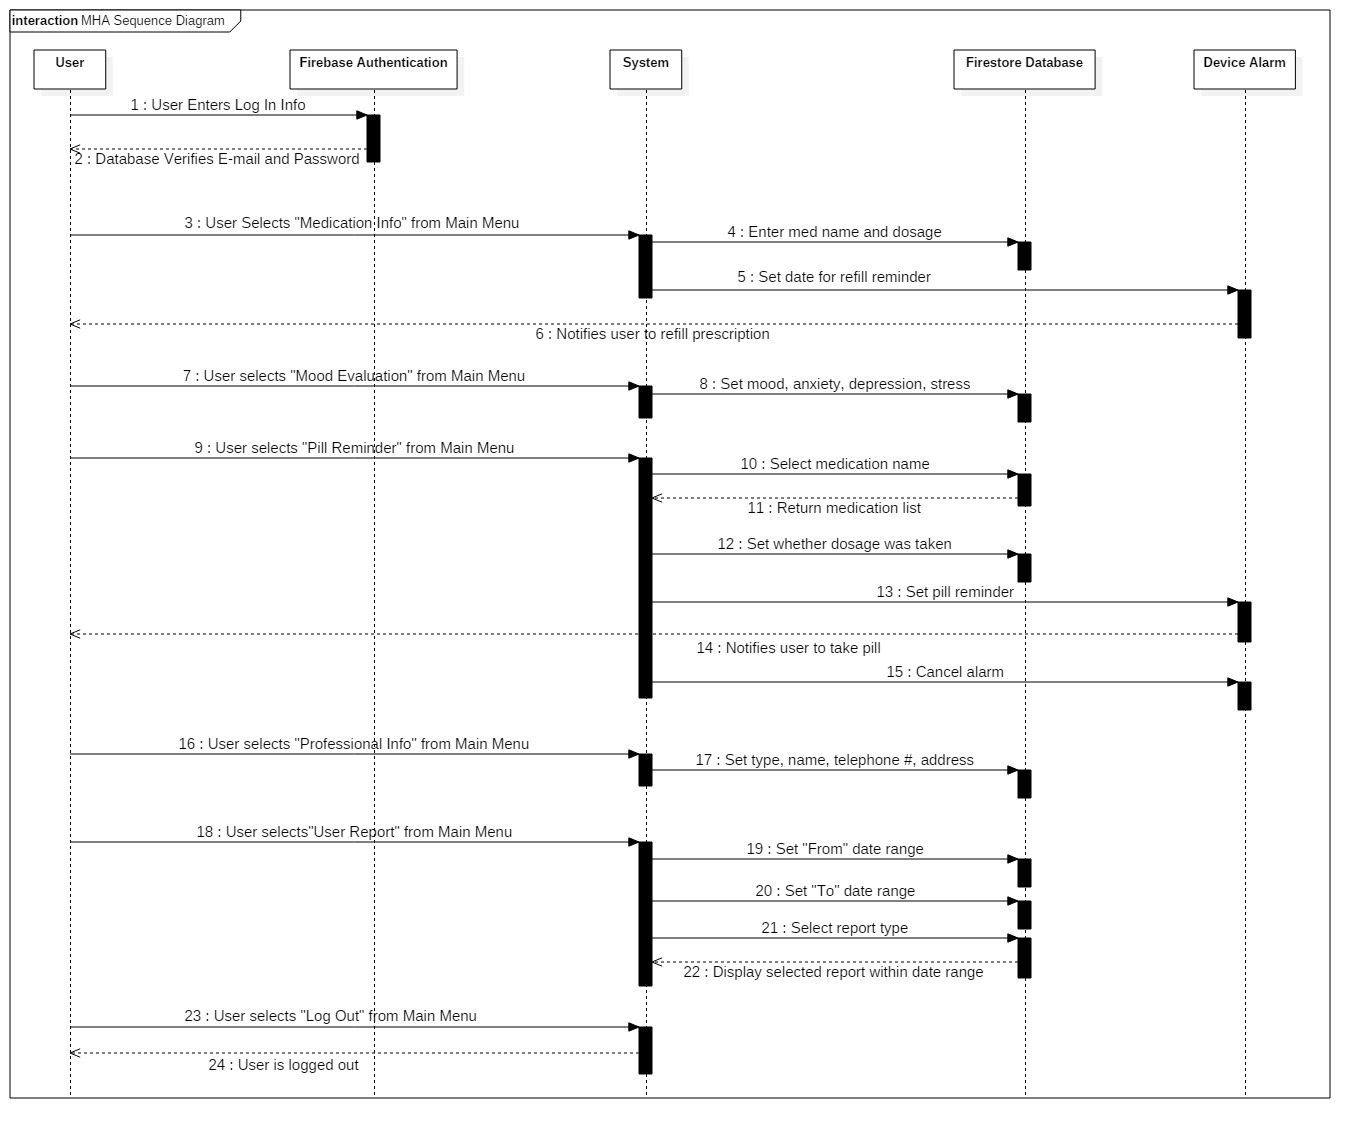 interaction MHA Sequence Diagram
User
Firebase Authentication
System
Firestore Database
Device Alarm
1 : User Enters Log In Info
2 : Database Verifies E-mail and Password
3 : User Selects "Medication Info" from Main Menu
4 : Enter med name and dosage
5 : Set date for refill reminder
6 : Notifies user to refill prescription
7 : User selects "Mood Evaluation" from Main Menu
8 : Set mood, anxiety, depression, stress
9 : User selects "Pill Reminder" from Main Menu
10 : Select medication name
11 : Return medication list
12 : Set whether dosage was taken
13 : Set pill reminder
14 : Notifies user to take pill
15 : Cancel alarm
16 : User selects "Professional Info" from Main Menu
17 : Set type, name, telephone #, address
18 : User selects"User Report" from Main Menu
19 : Set "From" date range
20 : Set "To" date range
21 : Select report type
22 : Display selected report within date range
23 : User selects "Log Out" from Main Menu
24 : User is logged out